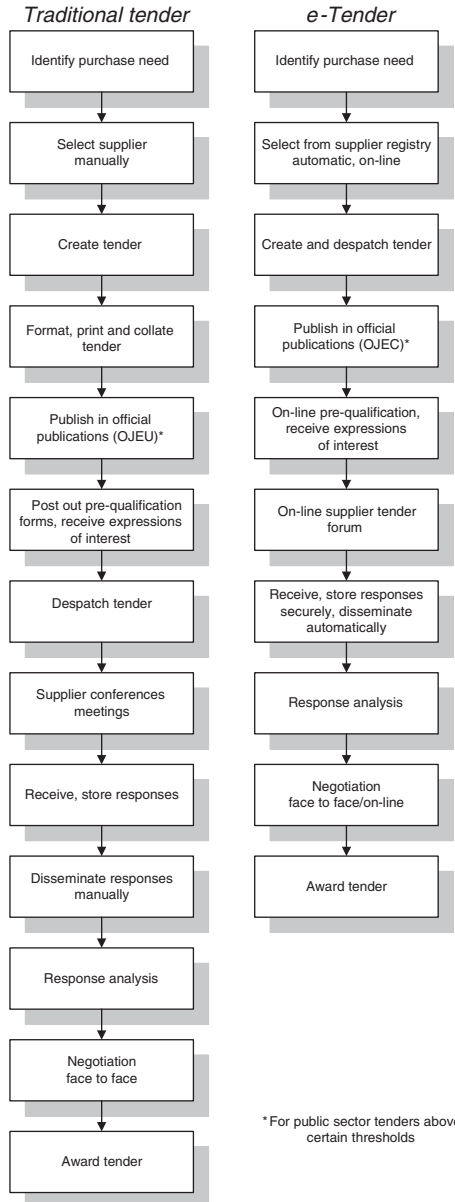 Traditional tender
Identify purchase need
Select supplier
manually
Create tender
Format, print and collate
tender
Publish in official
publications (OJEU)*
Post out pre-qualification
forms, receive expressions
of interest
Despatch tender
Supplier conferences
meetings
Receive, store responses
Disseminate responses
manually
Response analysis
Negotiation
face to face
Award tender
e-Tender
Identify purchase need
Select from supplier registry
automatic, on-line
Create and despatch tender
Publish in official
publications (OJEC)*
On-line pre-qualification,
receive expressions
of interest
On-line supplier tender
forum
Receive, store responses
securely, disseminate
automatically
Response analysis
Negotiation
face to face/on-line
Award tender
*For public sector tenders above
certain thresholds